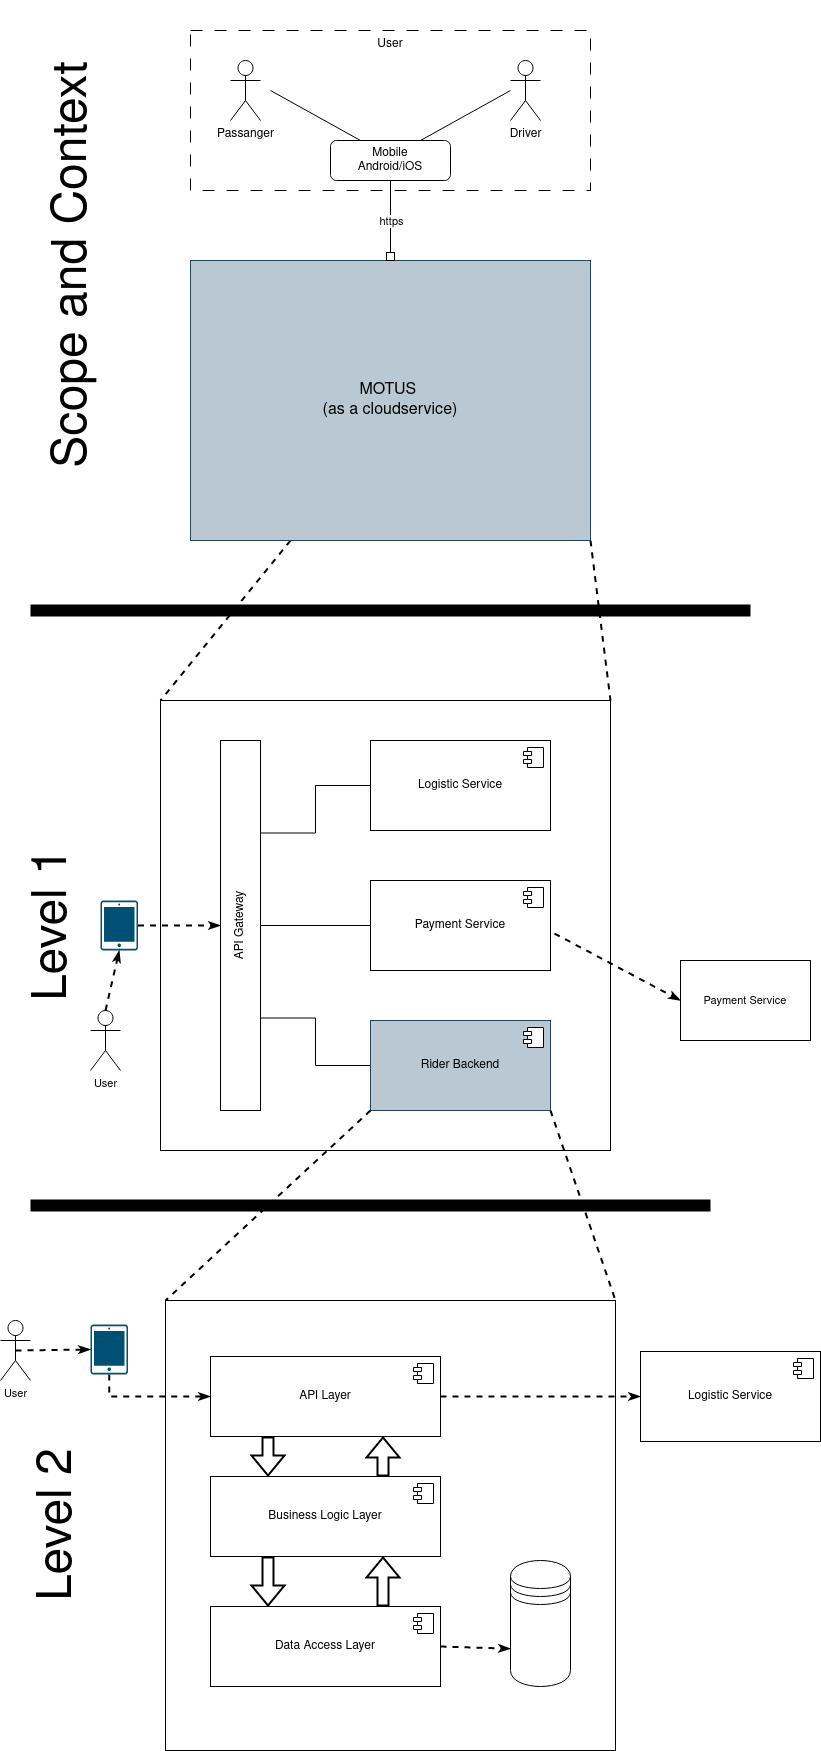 Scope and Context
User
Passanger
Driver
Mobile
Android/iOS
https
MOTUS
(as a cloudservice)
Level 1
API Gateway
Logistic Service
Payment Service
Rider Backend
Payment Service
User
Level 2
User
API Layer
Logistic Service
Business Logic Layer
Data Access Layer